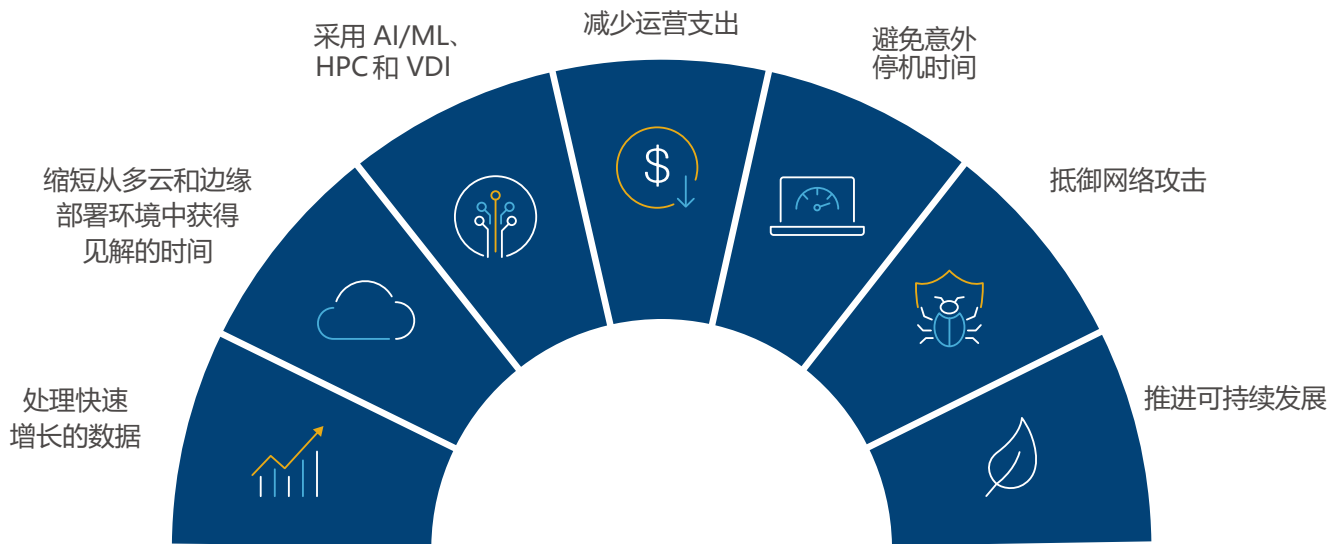 处理快速
增长的数据
缩短从多云和边缘
部署环境中获得
见解的时间
采用 AI/ML、
HPC 和 VDI
减少运营支出
$
避免意外
停机时间
抵御网络攻击
推进可持续发展